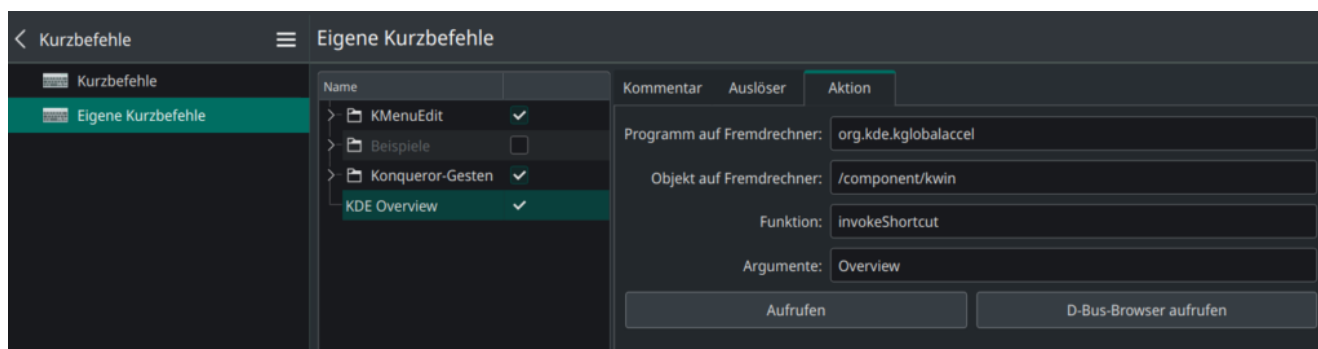 Kurzbefehle
Eigene Kurzbefehle
Kurzbefehle
Eigene Kurzbefehle
Name
KMenuEdit
Beispiele
Konqueror-Gesten
KDE Overview
Kommentar Auslöser Aktion
Programm auf Fremdrechner: org.kde.kglobalaccel
Objekt auf Fremdrechner: /component/kwin
Funktion: invokeShortcut
Argumente: Overview
Aufrufen D-Bus-Browser aufrufen